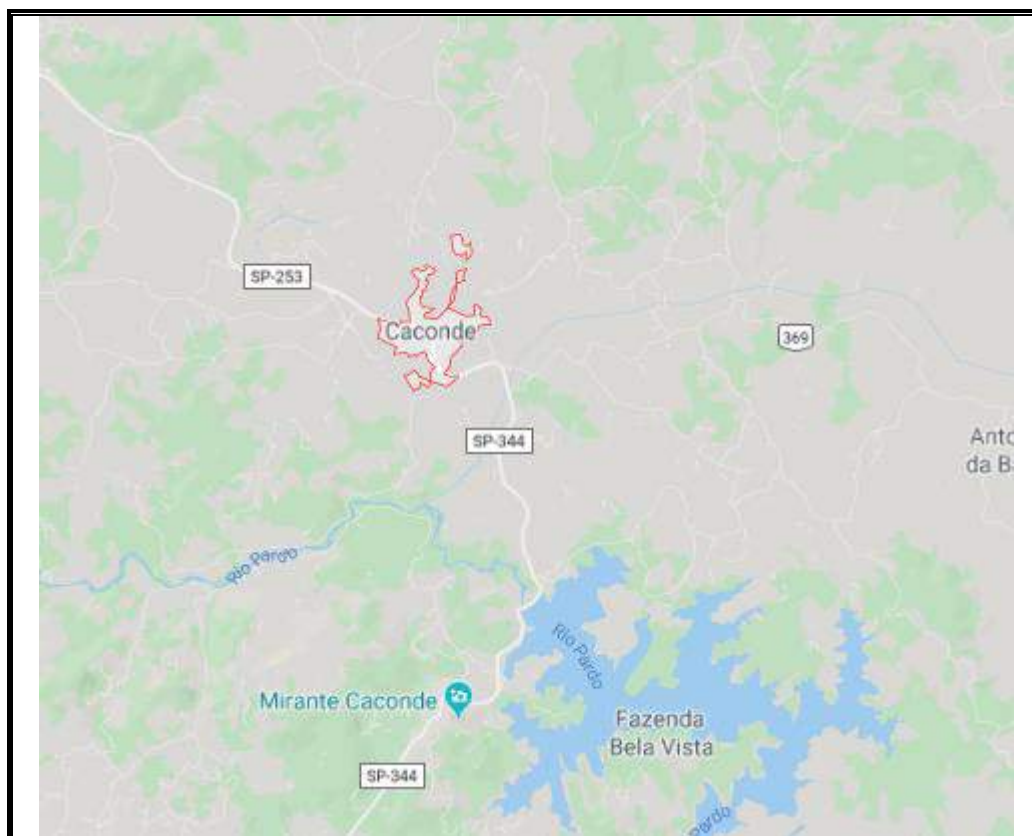 SP-253
Caconde
369
SP-344
Anto
da B
Rio Pardo
Rio Pardo
Mirante Caconde
Fazenda
Bela Vista
SP-344
Pardo